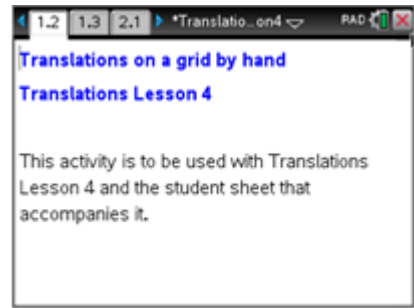 1.2 1.3 2.1 *Translatio...on4 RAD
Translations on a grid by hand
Translations Lesson 4
This activity is to be used with Translations
Lesson 4 and the student sheet that
accompanies it.